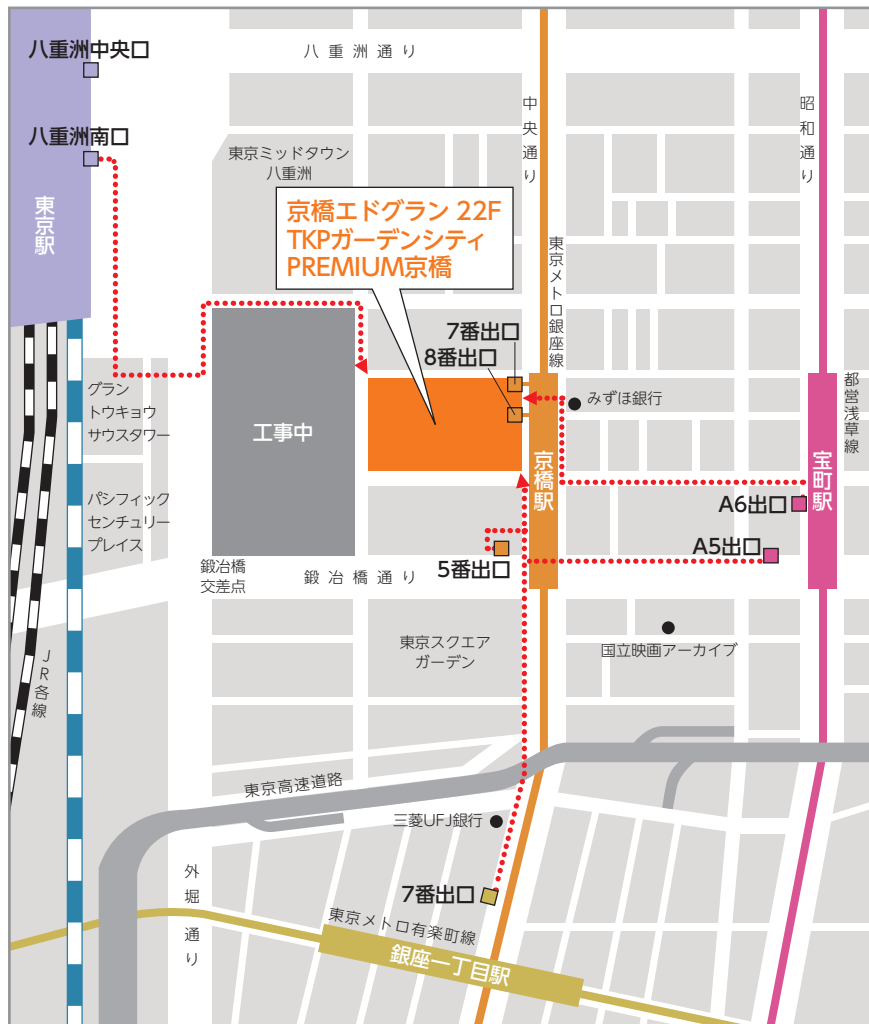 八重洲中央口
八重洲通り
八重洲南口
中央通り
昭和通り
東京ミッドタウン
八重洲
東京駅
京橋エドグラン 22F
TKPガーデンシティ
PREMIUM京橋
東京メトロ銀座線
7番出口
8番出口
みずほ銀行
都営浅草線
グラン
トウキョウ
サウスタワー
工事中
京橋駅
宝町駅
パシフィック
センチュリー
プレイス
A6出口
A5出口
5番出口
鍛冶橋
交差点
鍛冶橋通り
東京スクエア
ガーデン
国立映画アーカイブ
JR各線
東京高速道路
三菱UFJ銀行
外堀通り
7番出口
東京メトロ有楽町線
銀座一丁目駅